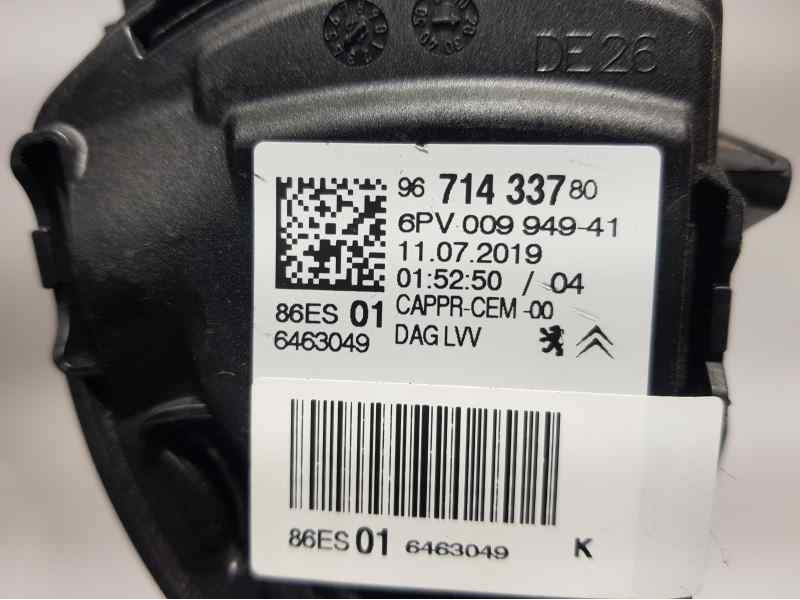 DE 26
96 714 337 80
6PV 009 949-41
11.07.2019
01:52:50 / 04
86ES 01 CAPPR-CEM -00
6463049 DAG LVV
86ES 01 6463049 K